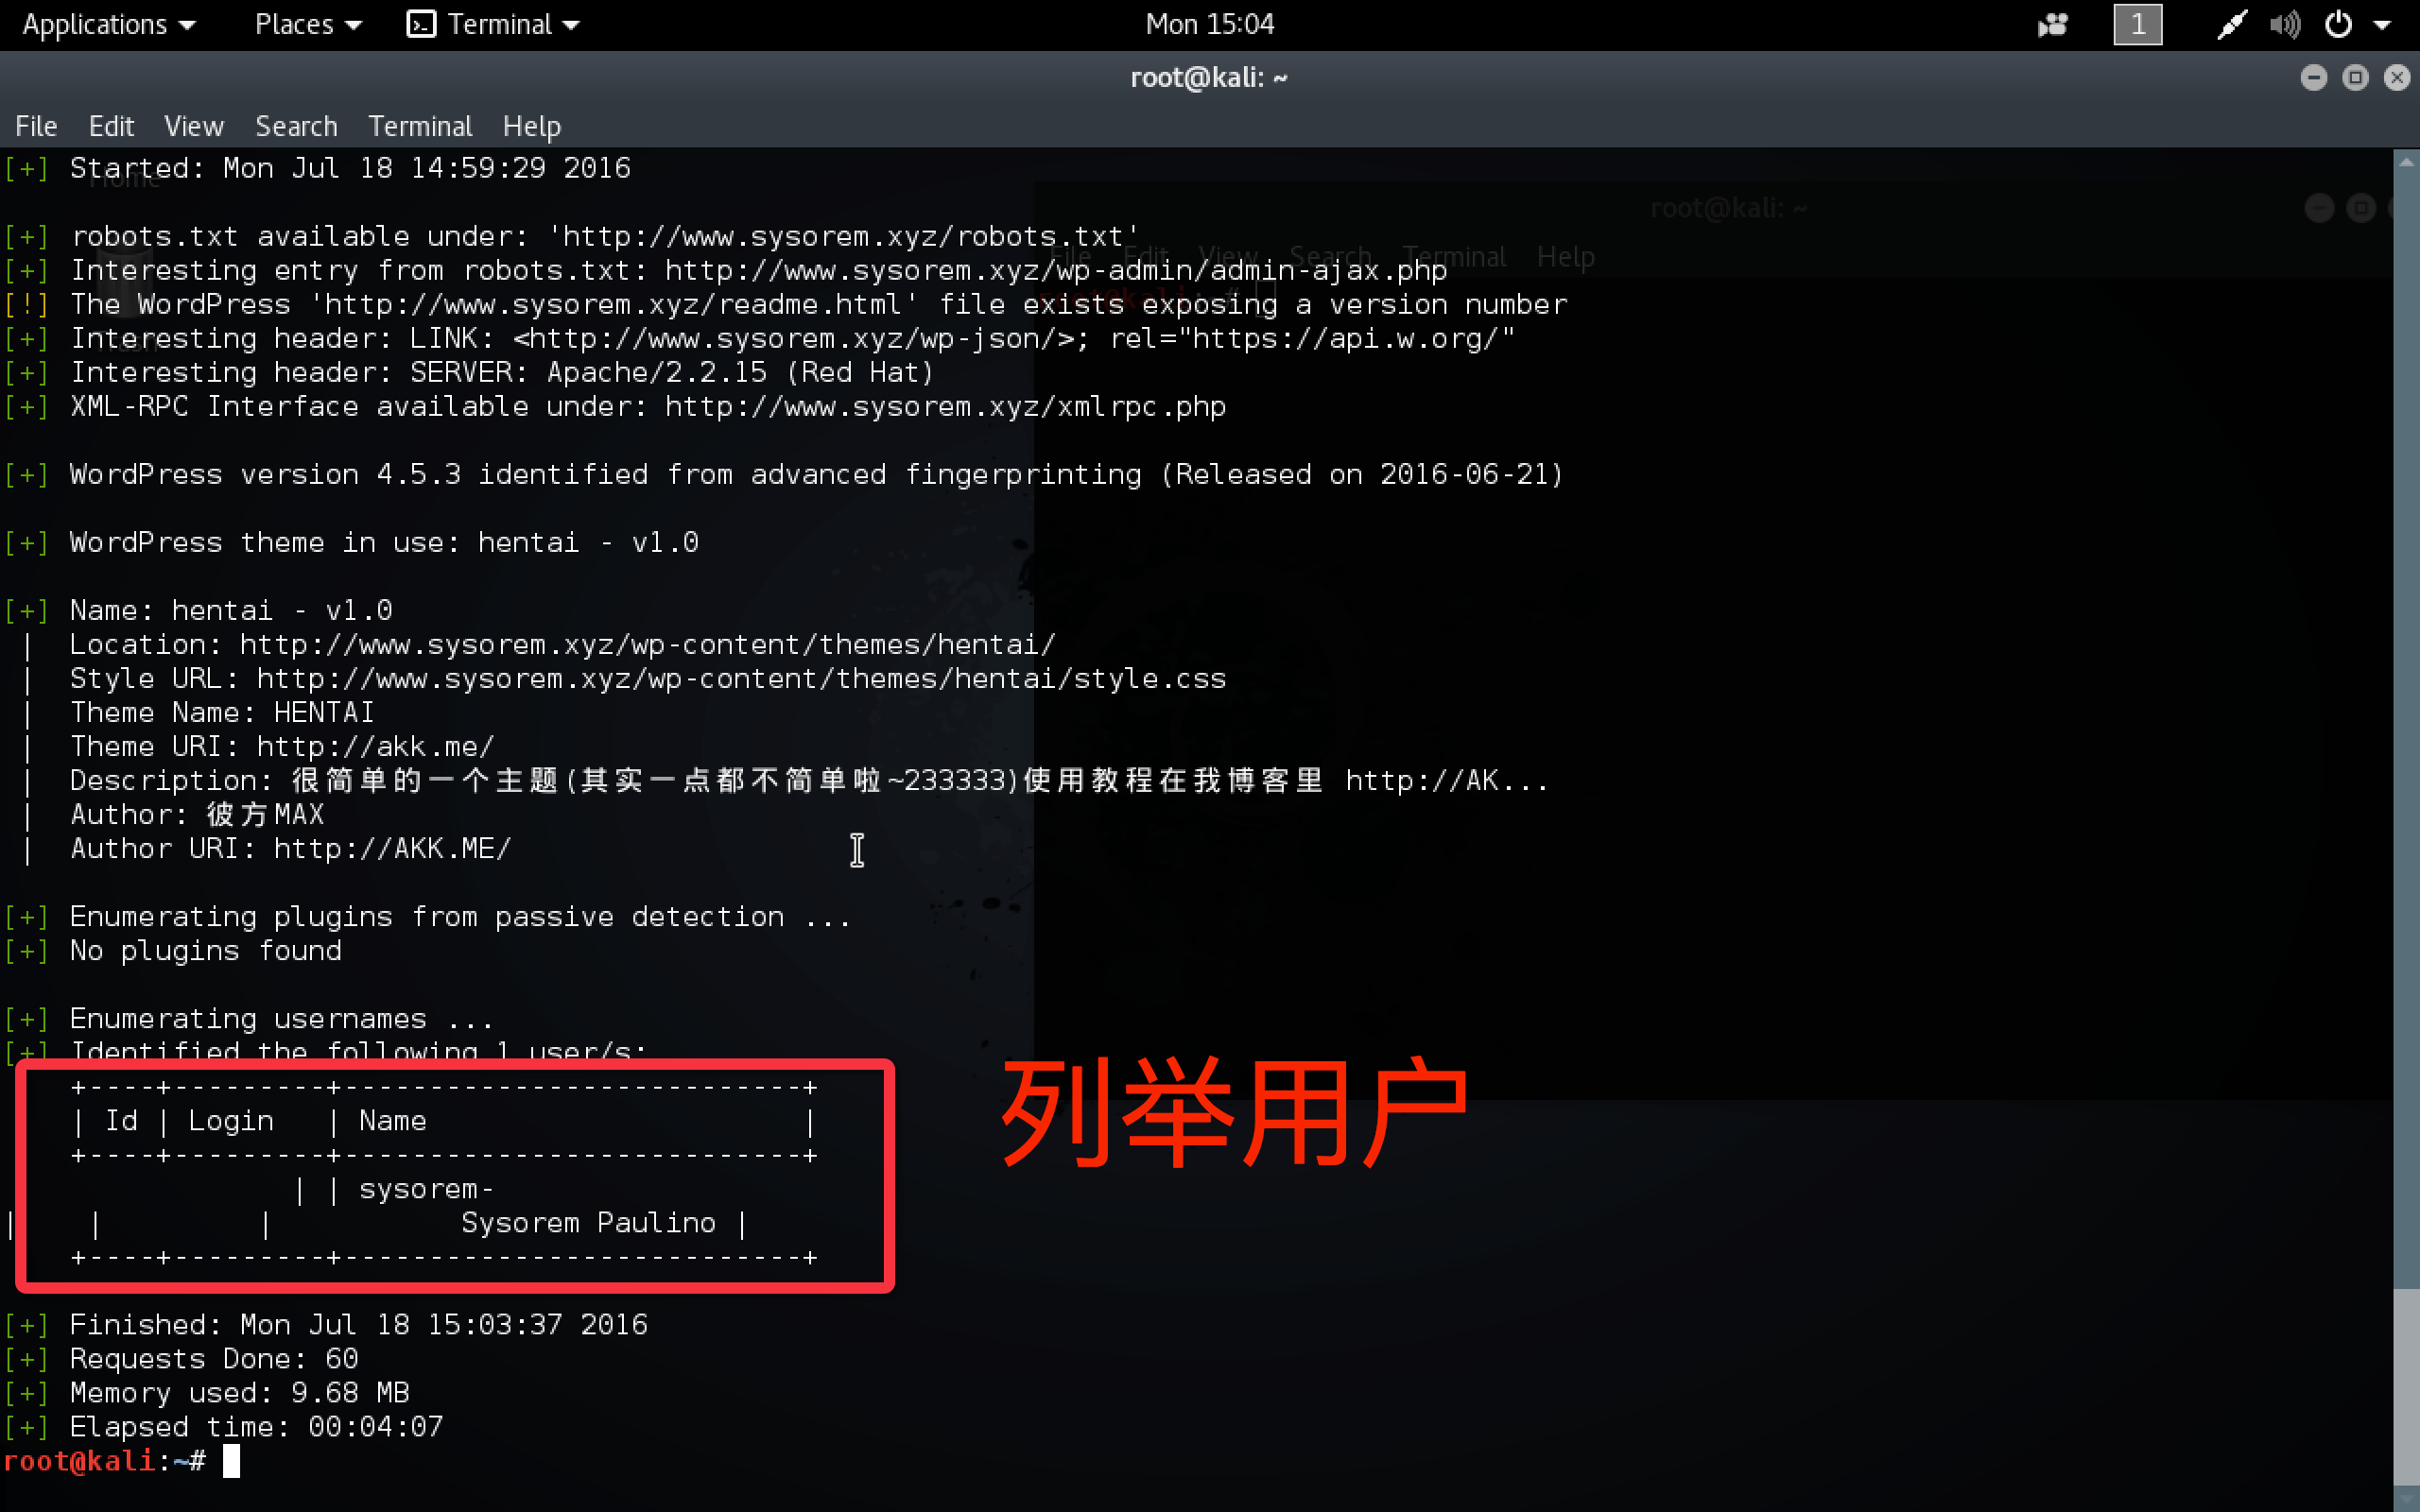 Applications Places Terminal Mon 15:04 1
root@kali: ~
File Edit View Search Terminal Help
[+] Started: Mon Jul 18 14:59:29 2016
Home
root@kali: ~
[+] robots.txt available under: 'http://www.sysorem.xyz/robots.txt'
File Edit View Search Terminal Help
[+] Interesting entry from robots.txt: http://www.sysorem.xyz/wp-admin/admin-ajax.php
[!] The WordPress 'http://www.sysorem.xyz/readme.html' file exists exposing a version number
root@kali:~#
[+] Interesting header: LINK: <http://www.sysorem.xyz/wp-json/>; rel="https://api.w.org/"
[+] Interesting header: SERVER: Apache/2.2.15 (Red Hat)
[+] XML-RPC Interface available under: http://www.sysorem.xyz/xmlrpc.php
[+] WordPress version 4.5.3 identified from advanced fingerprinting (Released on 2016-06-21)
[+] WordPress theme in use: hentai - v1.0
[+] Name: hentai - v1.0
| Location: http://www.sysorem.xyz/wp-content/themes/hentai/
| Style URL: http://www.sysorem.xyz/wp-content/themes/hentai/style.css
| Theme Name: HENTAI
| Theme URI: http://akk.me/
| Description: 很简单的一个主题(其实一点都不简单啦~233333)使用教程在我博客里 http://AK...
| Author: 彼方MAX
| Author URI: http://AKK.ME/
[+] Enumerating plugins from passive detection ...
[+] No plugins found
[+] Enumerating usernames ...
[+] Identified the following 1 user/s:
+----+---------+---------------------------+
| Id | Login | Name |
+----+---------+---------------------------+
| | sysorem-
| | | Sysorem Paulino |
+----+---------+---------------------------+
列举用户
[+] Finished: Mon Jul 18 15:03:37 2016
[+] Requests Done: 60
[+] Memory used: 9.68 MB
[+] Elapsed time: 00:04:07
root@kali:~#